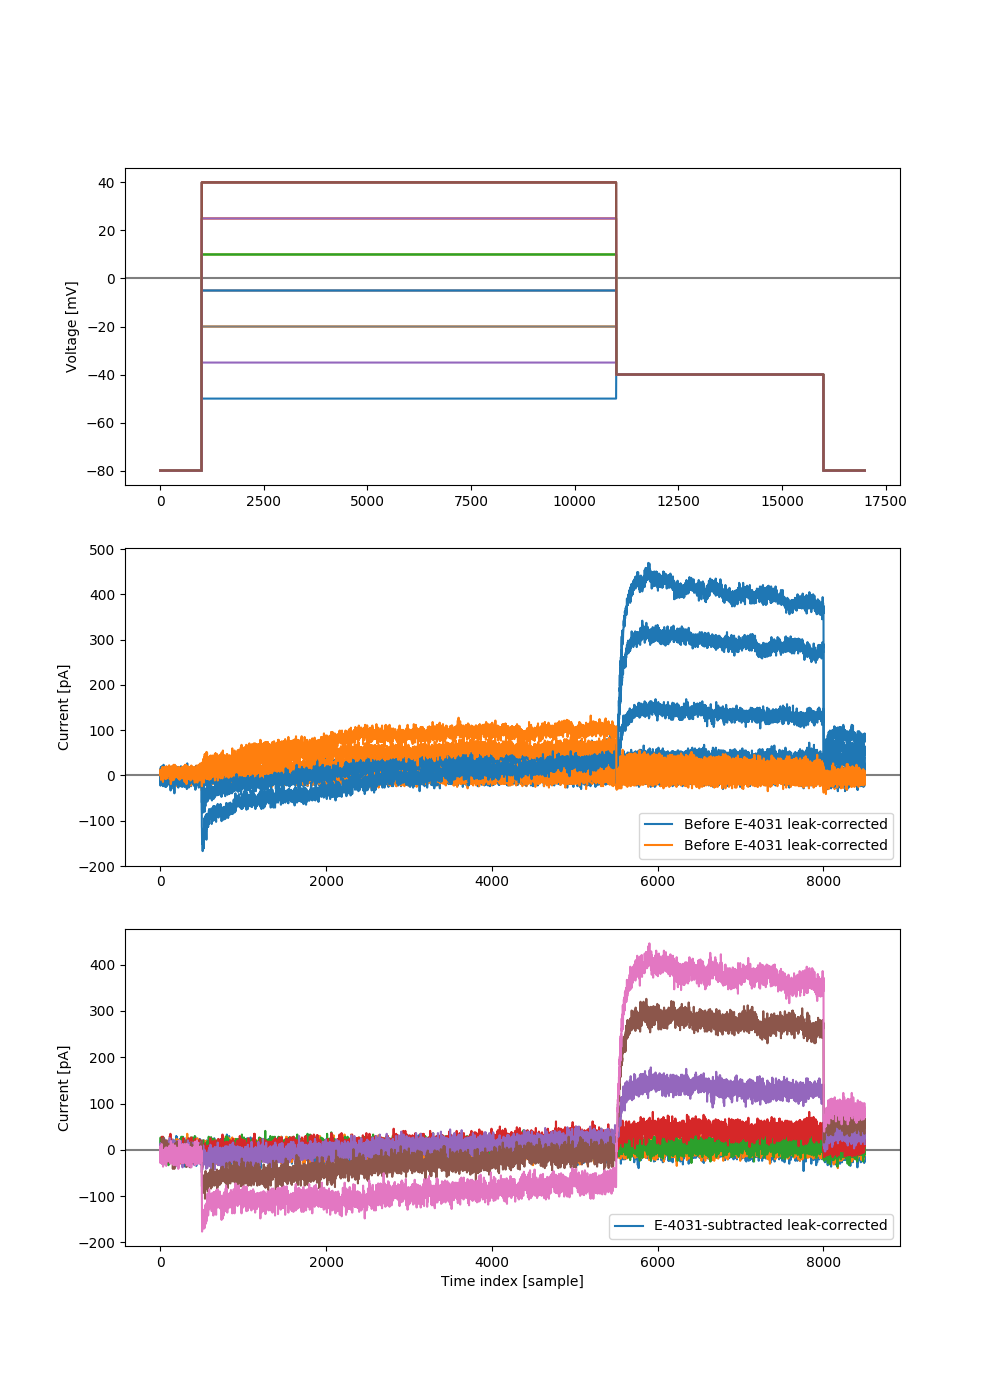 40
20
0
−20
−40
−60
−80
Voltage [mV]
0 2500 5000 7500 10000 12500 15000 17500
500
400
300
200
100
0
−100
−200
Current [pA]
Before E-4031 leak-corrected
Before E-4031 leak-corrected
0 2000 4000 6000 8000
400
300
200
100
0
−100
−200
Current [pA]
E-4031-subtracted leak-corrected
0 2000 4000 6000 8000
Time index [sample]